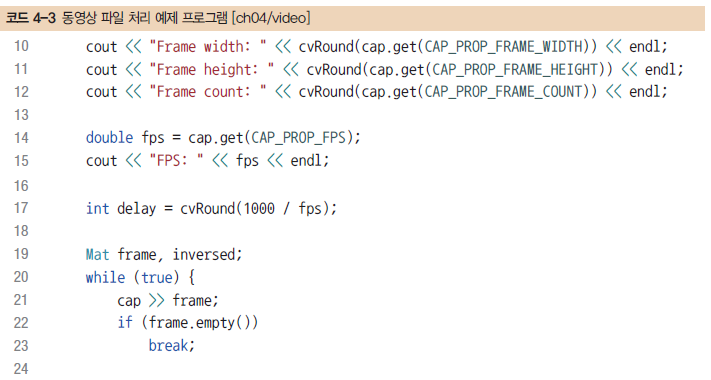 코드 4-3 동영상 파일 처리 예제 프로그램 [ch04/video]
10 cout << "Frame width: " << cvRound(cap.get(CAP_PROP_FRAME_WIDTH)) << endl;
11 cout << "Frame height: " << cvRound(cap.get(CAP_PROP_FRAME_HEIGHT)) << endl;
12 cout << "Frame count: " << cvRound(cap.get(CAP_PROP_FRAME_COUNT)) << endl;
13
14 double fps = cap.get(CAP_PROP_FPS);
15 cout << "FPS: " << fps << endl;
16
17 int delay = cvRound(1000 / fps);
18
19 Mat frame, inversed;
20 while (true) {
21 cap >> frame;
22 if (frame.empty())
23 break;
24